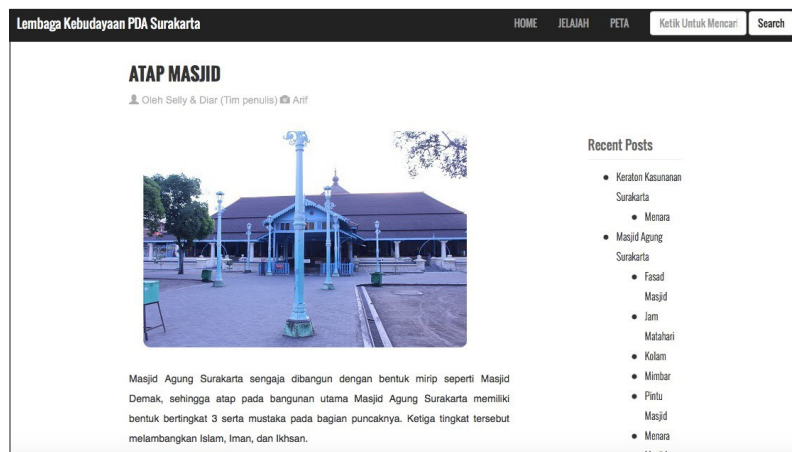 Lembaga Kebudayaan PDA Surakarta
HOME JELAJAH PETA Ketik Untuk Mencari Search
ATAP MASJID
Oleh Selly & Diar (Tim penulis) Arif
Masjid Agung Surakarta sengaja dibangun dengan bentuk mirip seperti Masjid
Demak, sehingga atap pada bangunan utama Masjid Agung Surakarta memiliki
bentuk bertingkat 3 serta mustaka pada bagian puncaknya. Ketiga tingkat tersebut
melambangkan Islam, Iman, dan Ikhsan.
Recent Posts
Keraton Kasunanan
Surakarta
Menara
Masjid Agung
Surakarta
Fasad
Masjid
Jam
Matahari
Kolam
Mimbar
Pintu
Masjid
Menara